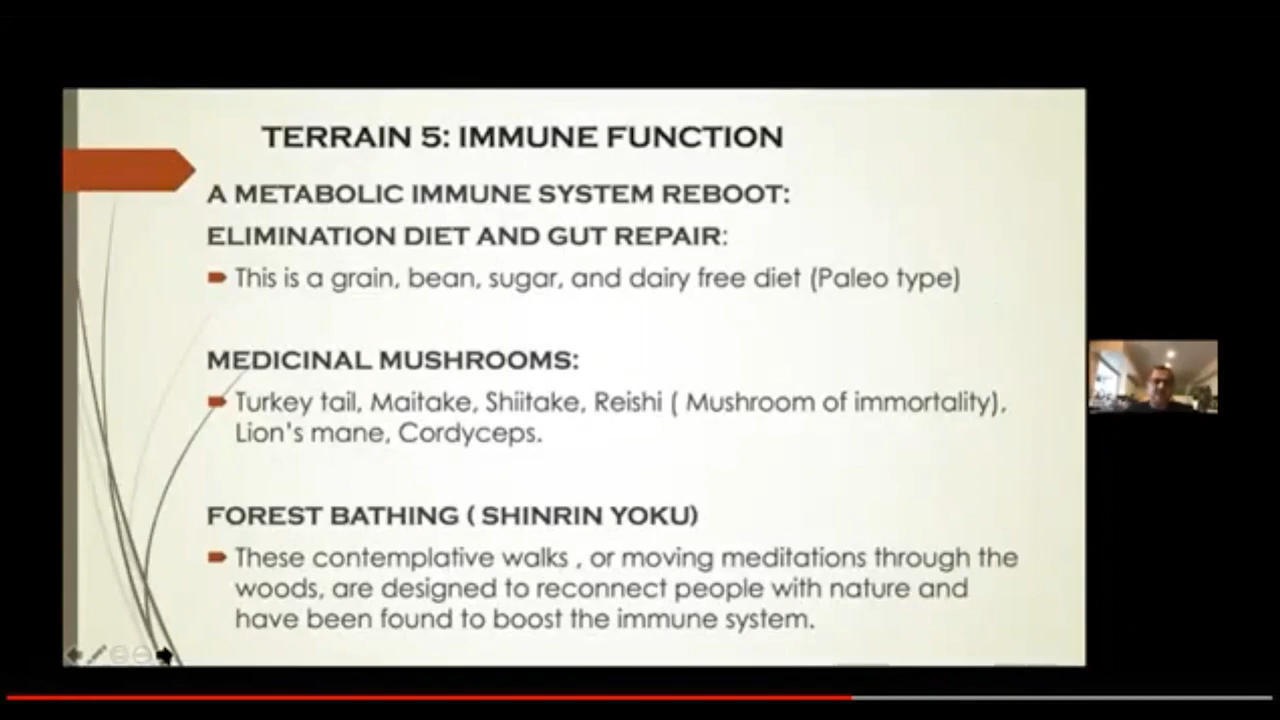 TERRAIN 5: IMMUNE FUNCTION
A METABOLIC IMMUNE SYSTEM REBOOT:
ELIMINATION DIET AND GUT REPAIR:
This is a grain, bean, sugar, and dairy free diet (Paleo type)
MEDICINAL MUSHROOMS:
Turkey tail, Maitake, Shiitake, Reishi ( Mushroom of immortality),
Lion's mane, Cordyceps.
FOREST BATHING ( SHINRIN YOKU)
These contemplative walks , or moving meditations through the
woods, are designed to reconnect people with nature and
have been found to boost the immune system.